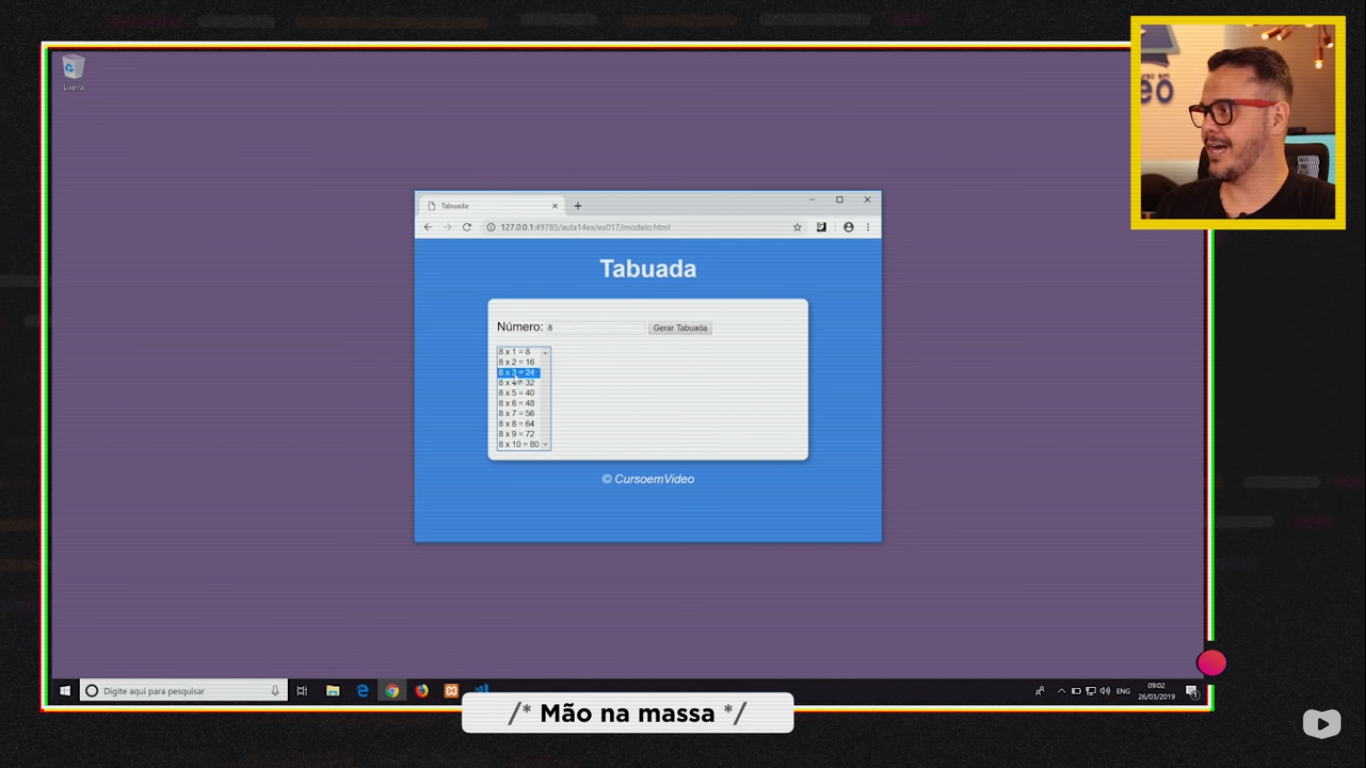 Lixeira
Tabuada
127.0.0.1:49785/aula14ex/ex017/modelo.html
Tabuada
Número: 8
Gerar Tabuada
8 x 1 = 8
8 x 2 = 16
8 x 3 = 24
8 x 4 = 32
8 x 5 = 40
8 x 6 = 48
8 x 7 = 56
8 x 8 = 64
8 x 9 = 72
8 x 10 = 80
© CursoemVideo
Digite aqui para pesquisar
ENG
09:02
26/03/2019
/* Mão na massa */